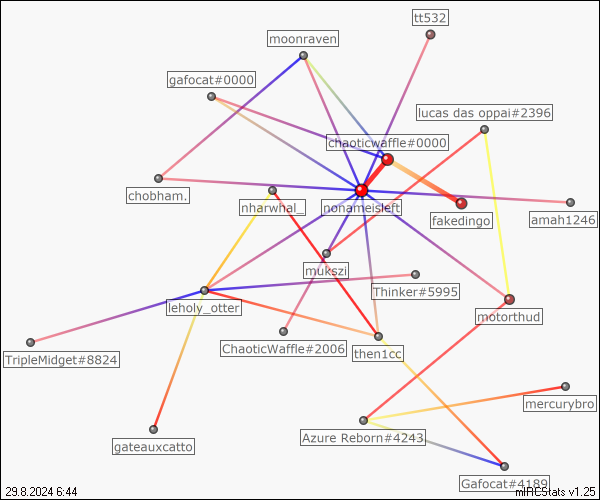 tt532
moonraven
gafocat#0000
lucas das oppai#2396
chaoticwaffle#0000
chobham.
nharwhal_
nonameisleft
fakedingo
amah1246
mukszi
Thinker#5995
leholy_otter
motorthud
TripleMidget#8824
ChaoticWaffle#2006
then1cc
mercurybro
gateauxcatto
Azure Reborn#4243
Gafocat#4189
29.8.2024 6:44
mIRCStats v1.25